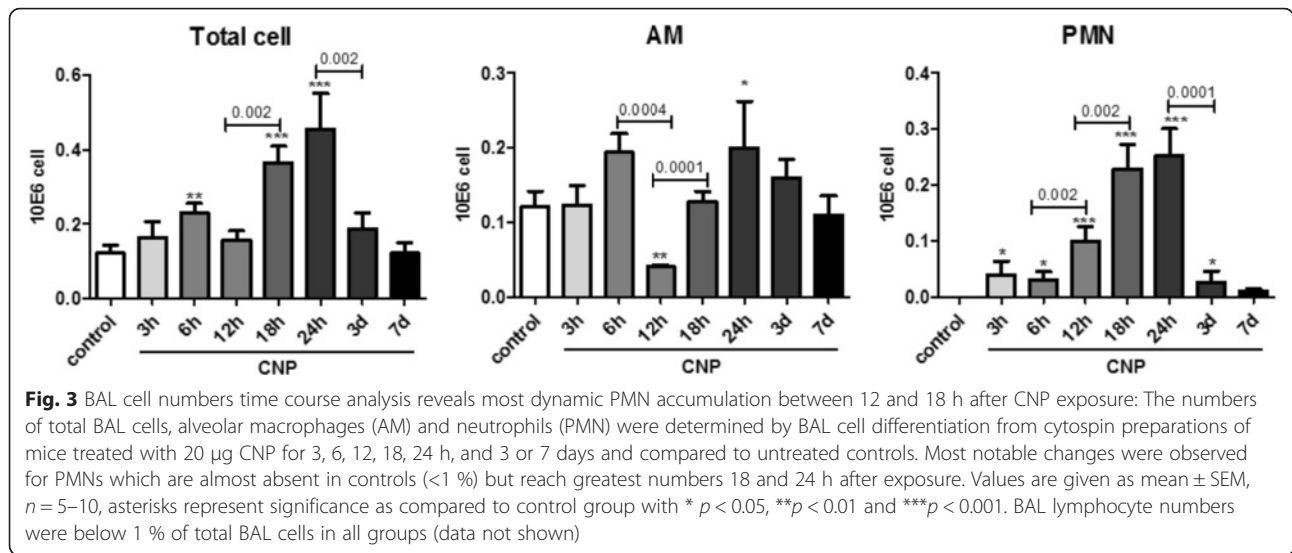 Total cell
10E6 cell
0.6
0.4
0.2
0.0
**
0.002
***
***
0.002
control
3h
6h
12h
18h
24h
3d
7d
CNP
AM
10E6 cell
0.3
0.2
0.1
0.0
0.0004
**
0.0001
*
control
3h
6h
12h
18h
24h
3d
7d
CNP
PMN
10E6 cell
0.4
0.3
0.2
0.1
0.0
*
*
0.002
***
0.002
***
***
0.0001
*
control
3h
6h
12h
18h
24h
3d
7d
CNP
Fig. 3 BAL cell numbers time course analysis reveals most dynamic PMN accumulation between 12 and 18 h after CNP exposure: The numbers
of total BAL cells, alveolar macrophages (AM) and neutrophils (PMN) were determined by BAL cell differentiation from cytospin preparations of
mice treated with 20 μg CNP for 3, 6, 12, 18, 24 h, and 3 or 7 days and compared to untreated controls. Most notable changes were observed
for PMNs which are almost absent in controls (<1 %) but reach greatest numbers 18 and 24 h after exposure. Values are given as mean ± SEM,
n = 5–10, asterisks represent significance as compared to control group with * p < 0.05, **p < 0.01 and ***p < 0.001. BAL lymphocyte numbers
were below 1 % of total BAL cells in all groups (data not shown)